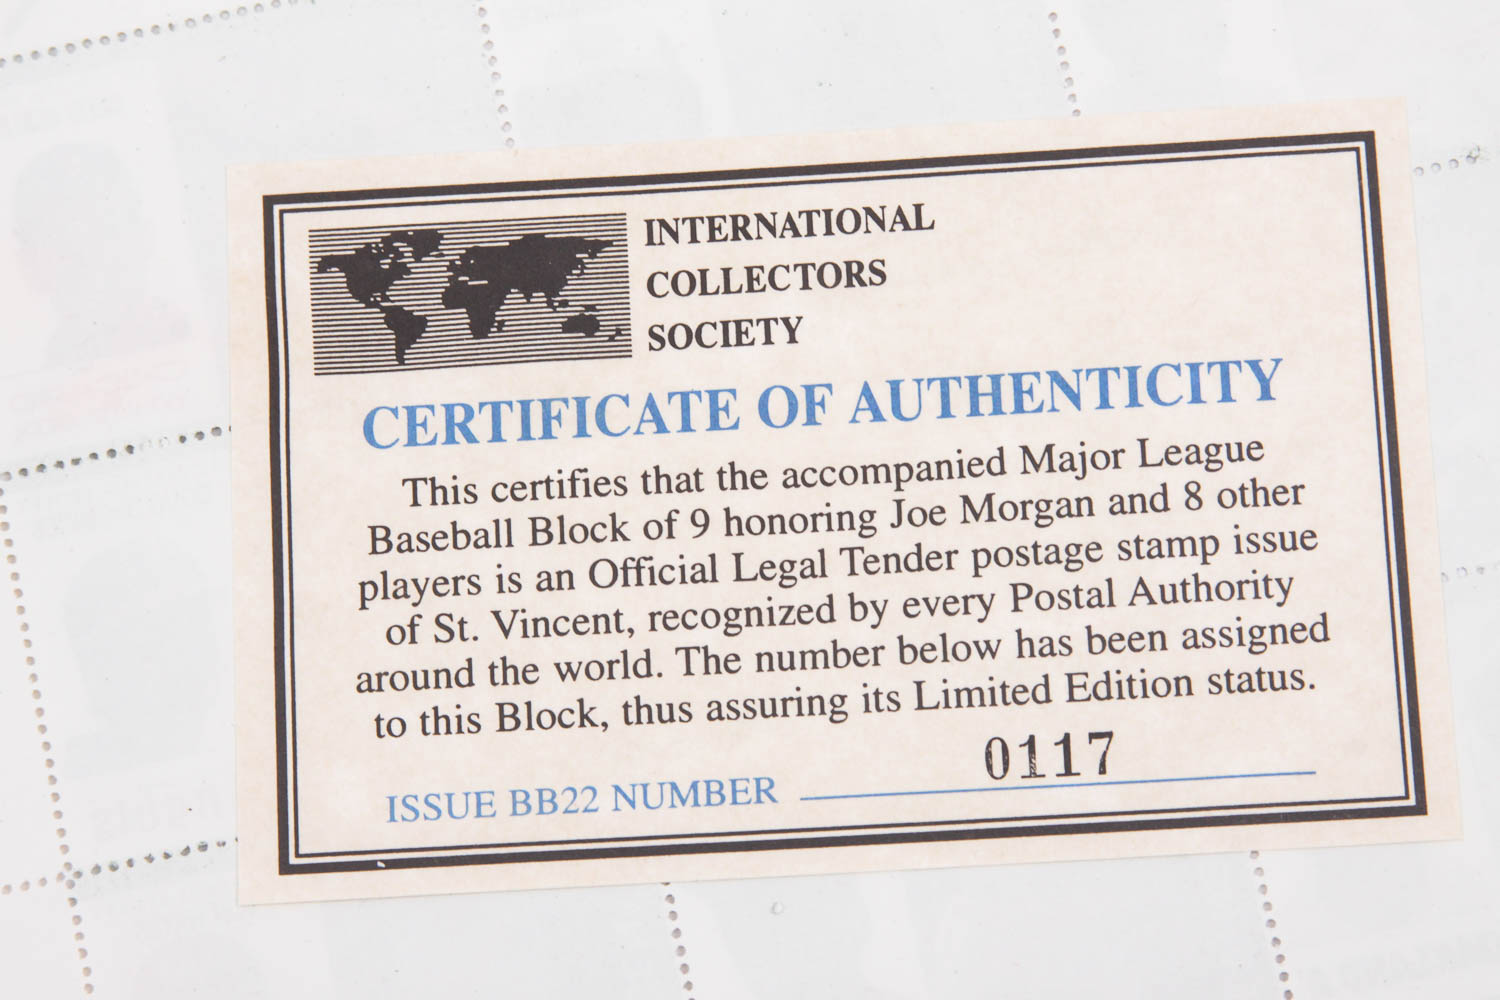 INTERNATIONAL
COLLECTORS
SOCIETY
CERTIFICATE OF AUTHENTICITY
This certifies that the accompanied Major League
Baseball Block of 9 honoring Joe Morgan and 8 other
players is an Official Legal Tender postage stamp issue
of St. Vincent, recognized by every Postal Authority
around the world. The number below has been assigned
to this Block, thus assuring its Limited Edition status.
ISSUE BB22 NUMBER 0117